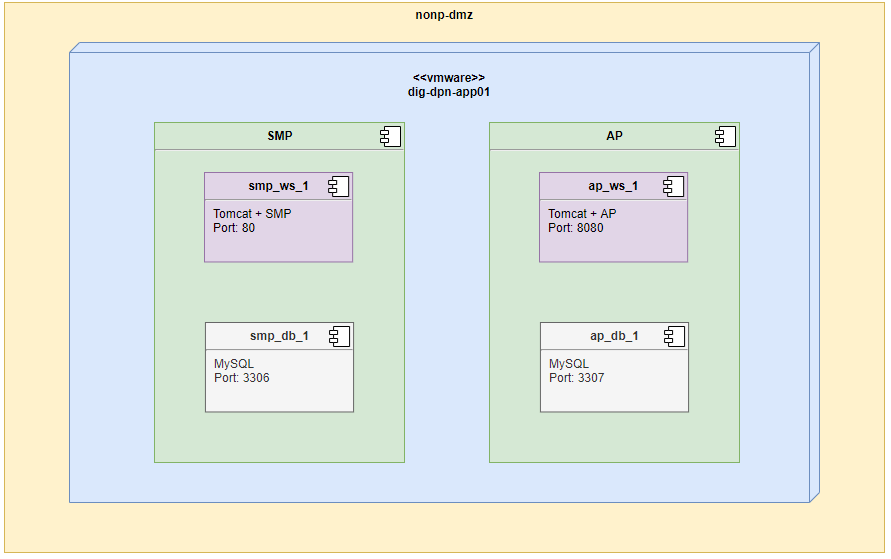 nonp-dmz
<<vmware>>
dig-dpn-app01
SMP
smp_ws_1
Tomcat + SMP
Port: 80
smp_db_1
MySQL
Port: 3306
AP
ap_ws_1
Tomcat + AP
Port: 8080
ap_db_1
MySQL
Port: 3307